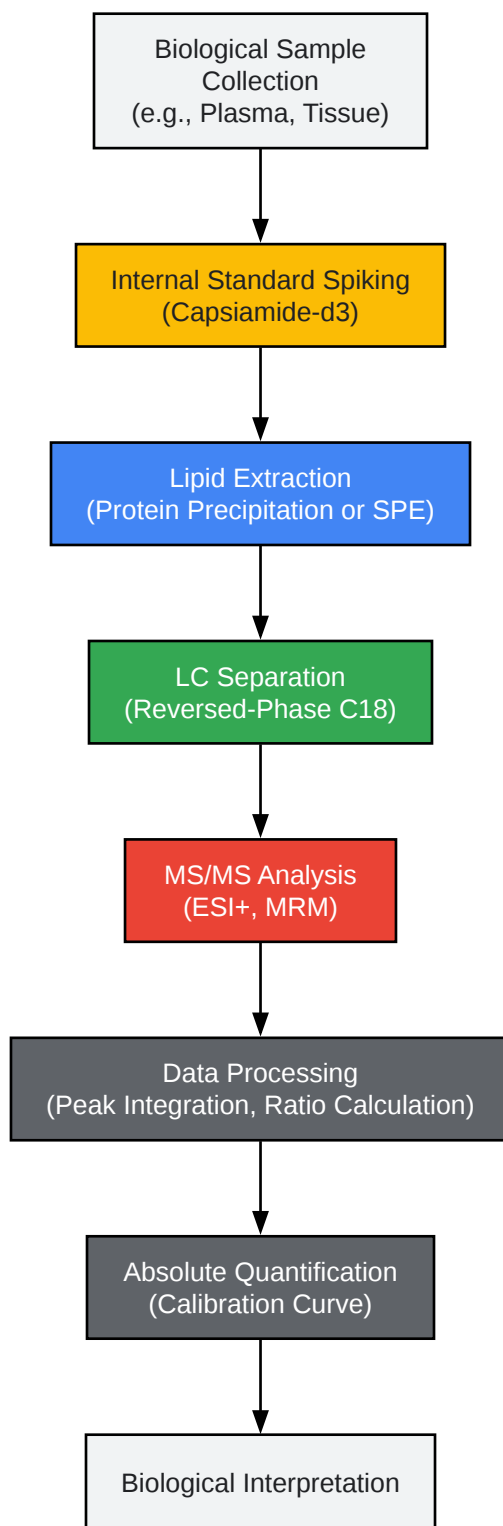 Biological Sample
Collection
(e.g., Plasma, Tissue)
Internal Standard Spiking
(Capsiamide-d3)
Lipid Extraction
(Protein Precipitation or SPE)
LC Separation
(Reversed-Phase C18)
MS/MS Analysis
(ESI+, MRM)
Data Processing
(Peak Integration, Ratio Calculation)
Absolute Quantification
(Calibration Curve)
Biological Interpretation